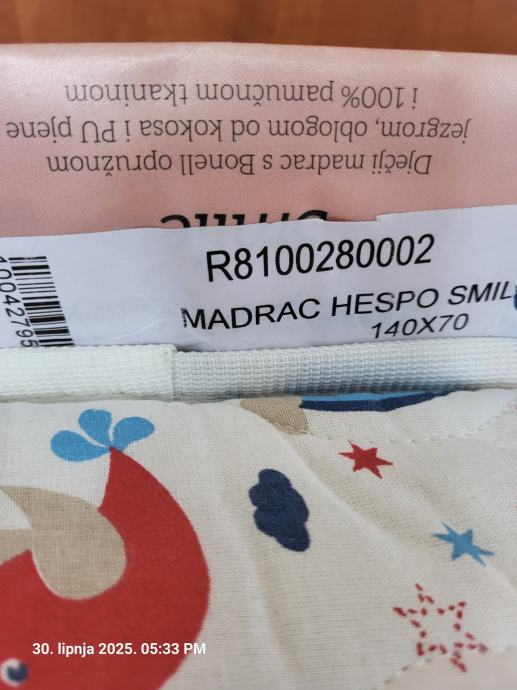 Dječji madrac s Bonell opružnom
jezgrom, oblogom od kokosa i PU pjene
i 100% pamučnom tkaninom
R8100280002
MADRAC HESPO SMIL
140X70
10042795
30. lipnja 2025. 05:33 PM